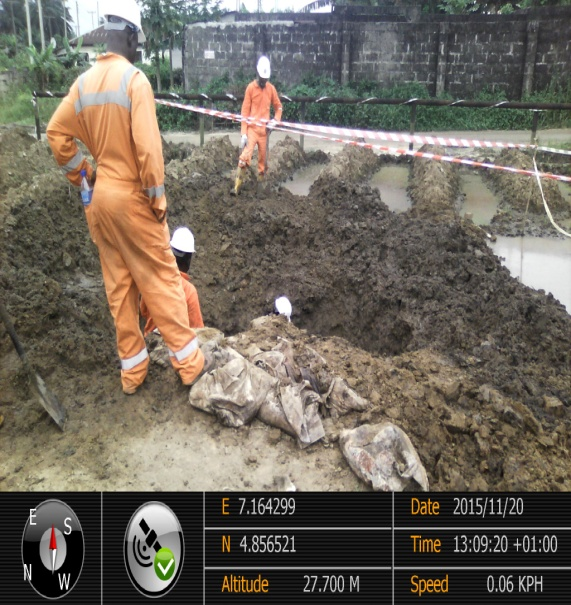 E 7.164299
N 4.856521
Altitude 27.700 M
Date 2015/11/20
Time 13:09:20 +01:00
Speed 0.06 KPH
E S
N W